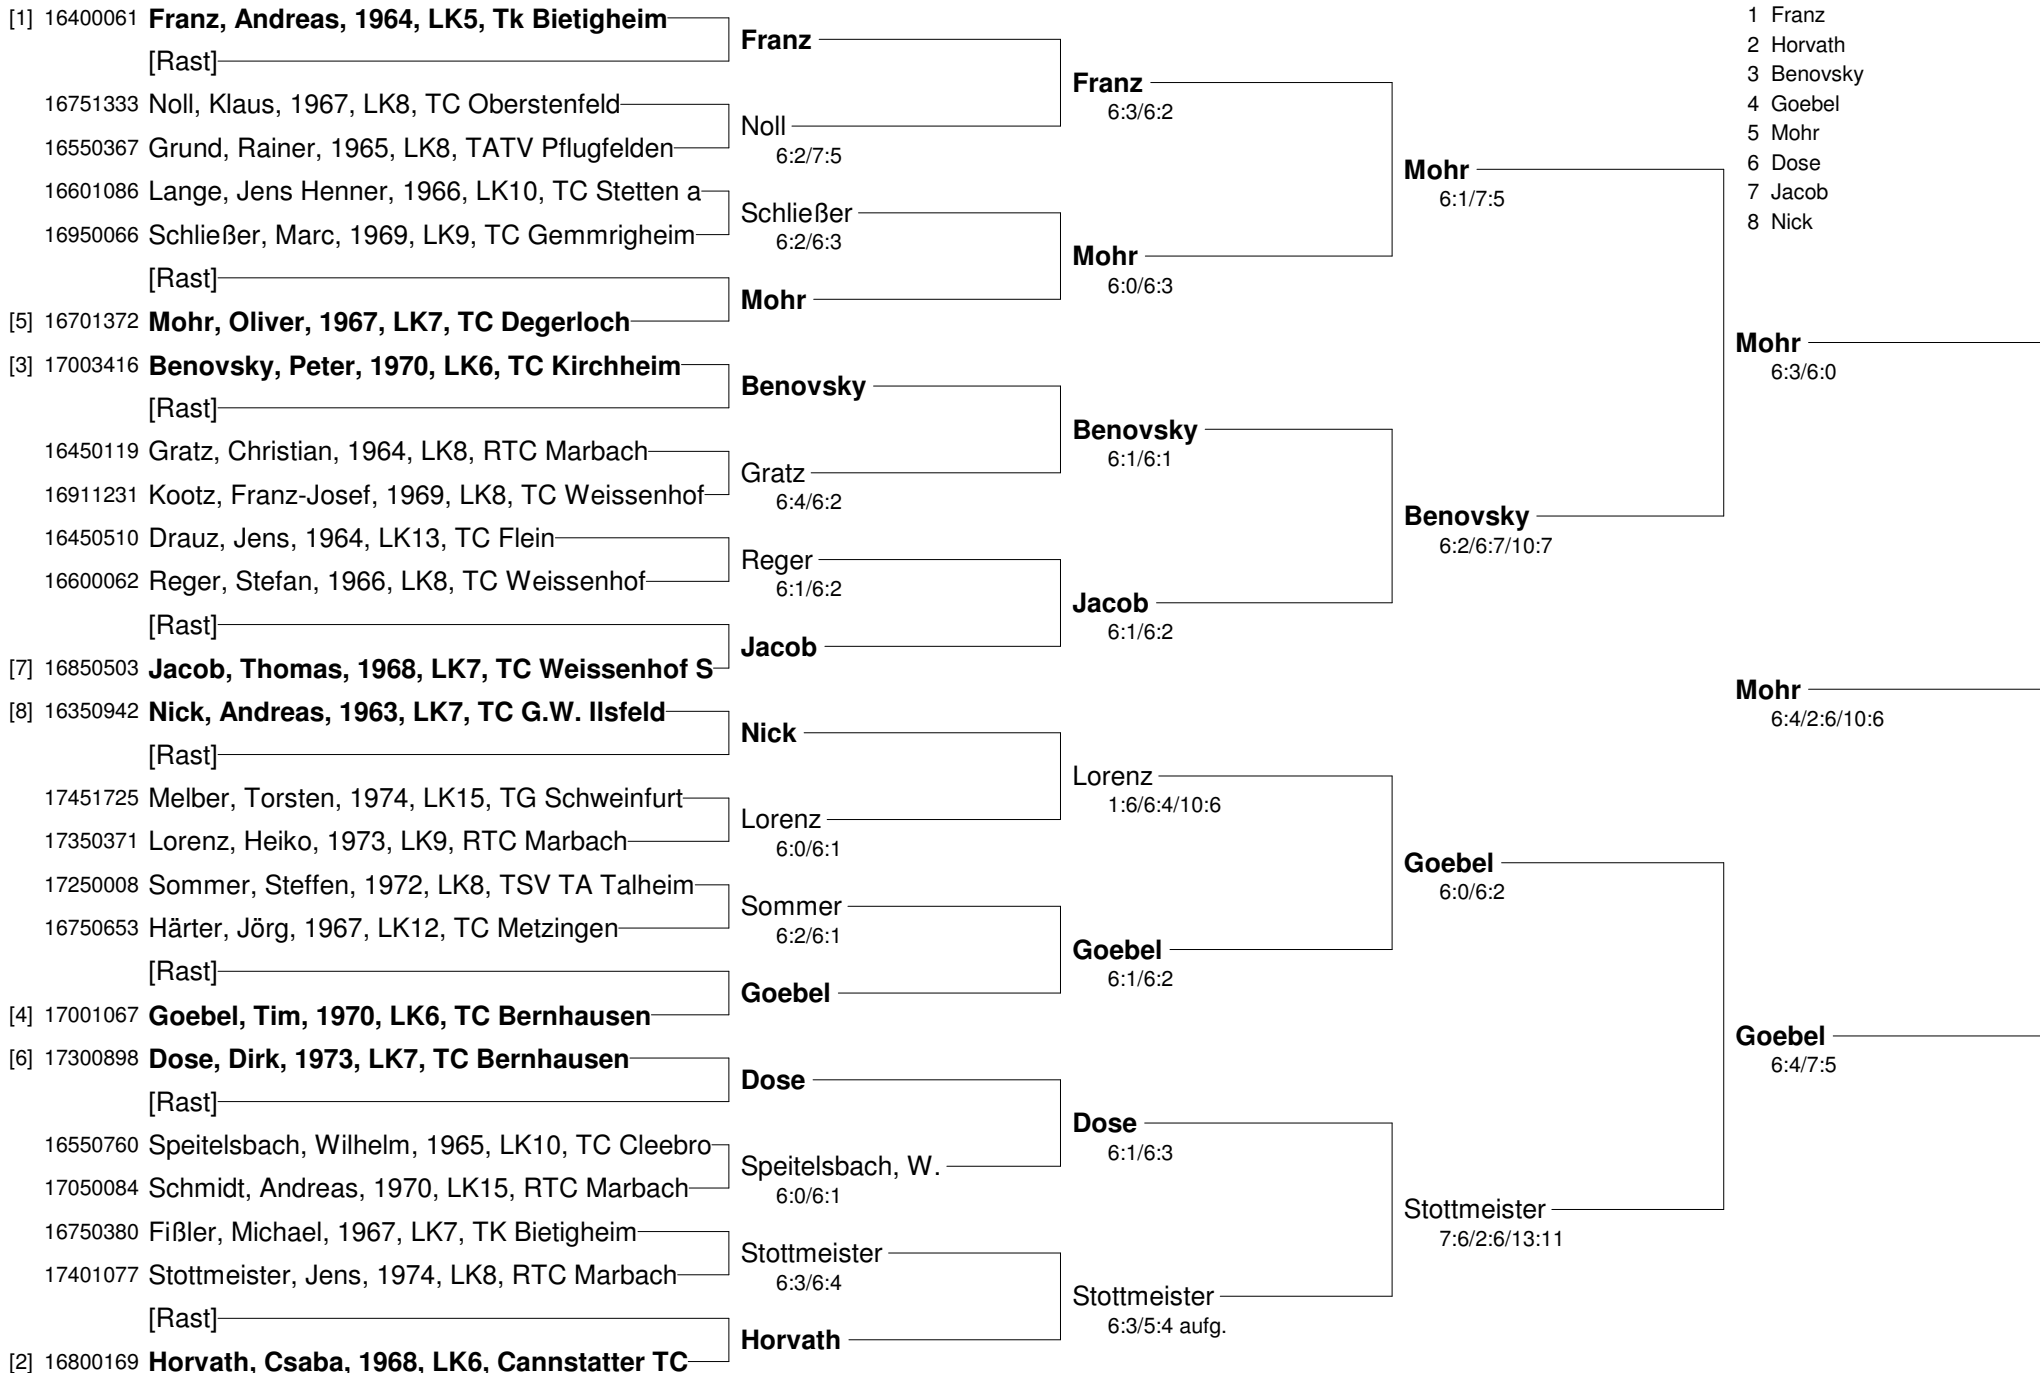 [1] 16400061 Franz, Andreas, 1964, LK5, Tk Bietigheim
[Rast]
16751333 Noll, Klaus, 1967, LK8, TC Oberstenfeld
16550367 Grund, Rainer, 1965, LK8, TATV Pflugfelden
16601086 Lange, Jens Henner, 1966, LK10, TC Stetten a
16950066 Schließer, Marc, 1969, LK9, TC Gemmrigheim
[Rast]
[5] 16701372 Mohr, Oliver, 1967, LK7, TC Degerloch
[3] 17003416 Benovsky, Peter, 1970, LK6, TC Kirchheim
[Rast]
16450119 Gratz, Christian, 1964, LK8, RTC Marbach
16911231 Kootz, Franz-Josef, 1969, LK8, TC Weissenhof
16450510 Drauz, Jens, 1964, LK13, TC Flein
16600062 Reger, Stefan, 1966, LK8, TC Weissenhof
[Rast]
[7] 16850503 Jacob, Thomas, 1968, LK7, TC Weissenhof S
[8] 16350942 Nick, Andreas, 1963, LK7, TC G.W. Ilsfeld
[Rast]
17451725 Melber, Torsten, 1974, LK15, TG Schweinfurt
17350371 Lorenz, Heiko, 1973, LK9, RTC Marbach
17250008 Sommer, Steffen, 1972, LK8, TSV TA Talheim
16750653 Härter, Jörg, 1967, LK12, TC Metzingen
[Rast]
[4] 17001067 Goebel, Tim, 1970, LK6, TC Bernhausen
[6] 17300898 Dose, Dirk, 1973, LK7, TC Bernhausen
[Rast]
16550760 Speitelsbach, Wilhelm, 1965, LK10, TC Cleebro
17050084 Schmidt, Andreas, 1970, LK15, RTC Marbach
16750380 Fißler, Michael, 1967, LK7, TK Bietigheim
17401077 Stottmeister, Jens, 1974, LK8, RTC Marbach
[Rast]
[2] 16800169 Horvath, Csaba, 1968, LK6, Cannstatter TC
Franz
Noll
6:2/7:5
Schließer
6:2/6:3
Mohr
Benovsky
Gratz
6:4/6:2
Reger
6:1/6:2
Jacob
Nick
Lorenz
6:0/6:1
Sommer
6:2/6:1
Goebel
Dose
Speitelsbach, W.
6:0/6:1
Stottmeister
6:3/6:4
Horvath
Franz
6:3/6:2
Mohr
6:0/6:3
Benovsky
6:1/6:1
Jacob
6:1/6:2
Lorenz
1:6/6:4/10:6
Goebel
6:1/6:2
Dose
6:1/6:3
Stottmeister
6:3/5:4 aufg.
Mohr
6:1/7:5
Benovsky
6:2/6:7/10:7
Goebel
6:0/6:2
Stottmeister
7:6/2:6/13:11
1 Franz
2 Horvath
3 Benovsky
4 Goebel
5 Mohr
6 Dose
7 Jacob
8 Nick
Mohr
6:3/6:0
Mohr
6:4/2:6/10:6
Goebel
6:4/7:5